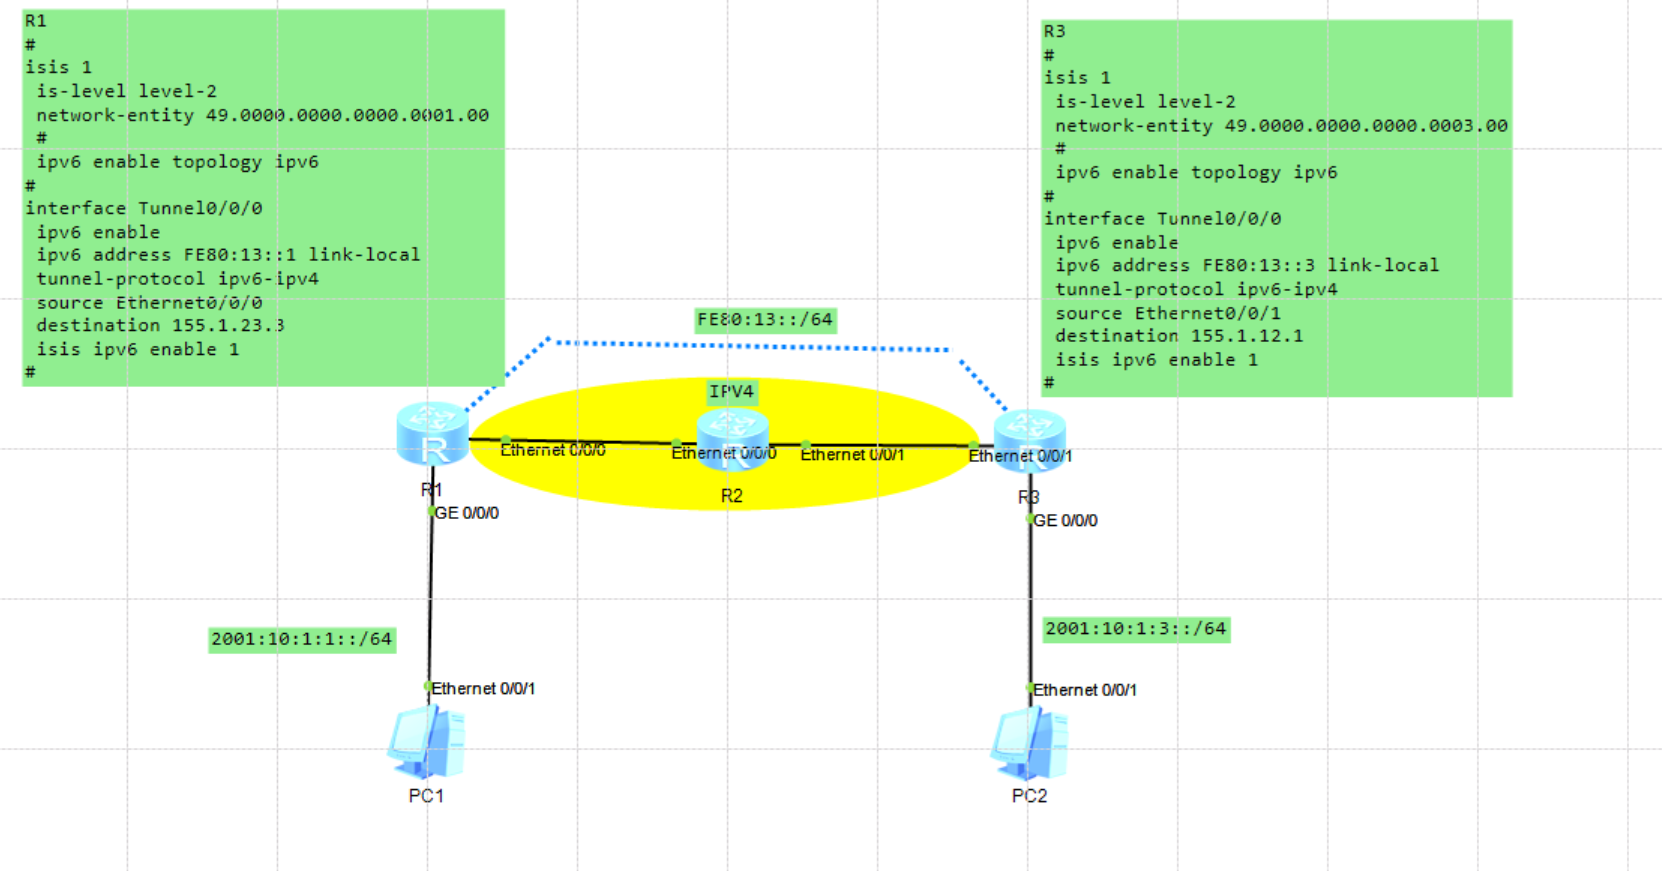 R1
#
isis 1
 is-level level-2
 network-entity 49.0000.0000.0000.0001.00
 #
 ipv6 enable topology ipv6
#
interface Tunnel0/0/0
 ipv6 enable
 ipv6 address FE80:13::1 link-local
 tunnel-protocol ipv6-ipv4
 source Ethernet0/0/0
 destination 155.1.23.3
 isis ipv6 enable 1
#
R3
#
isis 1
 is-level level-2
 network-entity 49.0000.0000.0000.0003.00
 #
 ipv6 enable topology ipv6
#
interface Tunnel0/0/0
 ipv6 enable
 ipv6 address FE80:13::3 link-local
 tunnel-protocol ipv6-ipv4
 source Ethernet0/0/1
 destination 155.1.12.1
 isis ipv6 enable 1
#
FE80:13::/64
IPV4
R
R
R
Ethernet 0/0/0
Ethernet 0/0/0
Ethernet 0/0/1
Ethernet 0/0/1
R1
R2
R3
GE 0/0/0
GE 0/0/0
2001:10:1:1::/64
2001:10:1:3::/64
Ethernet 0/0/1
Ethernet 0/0/1
PC1
PC2